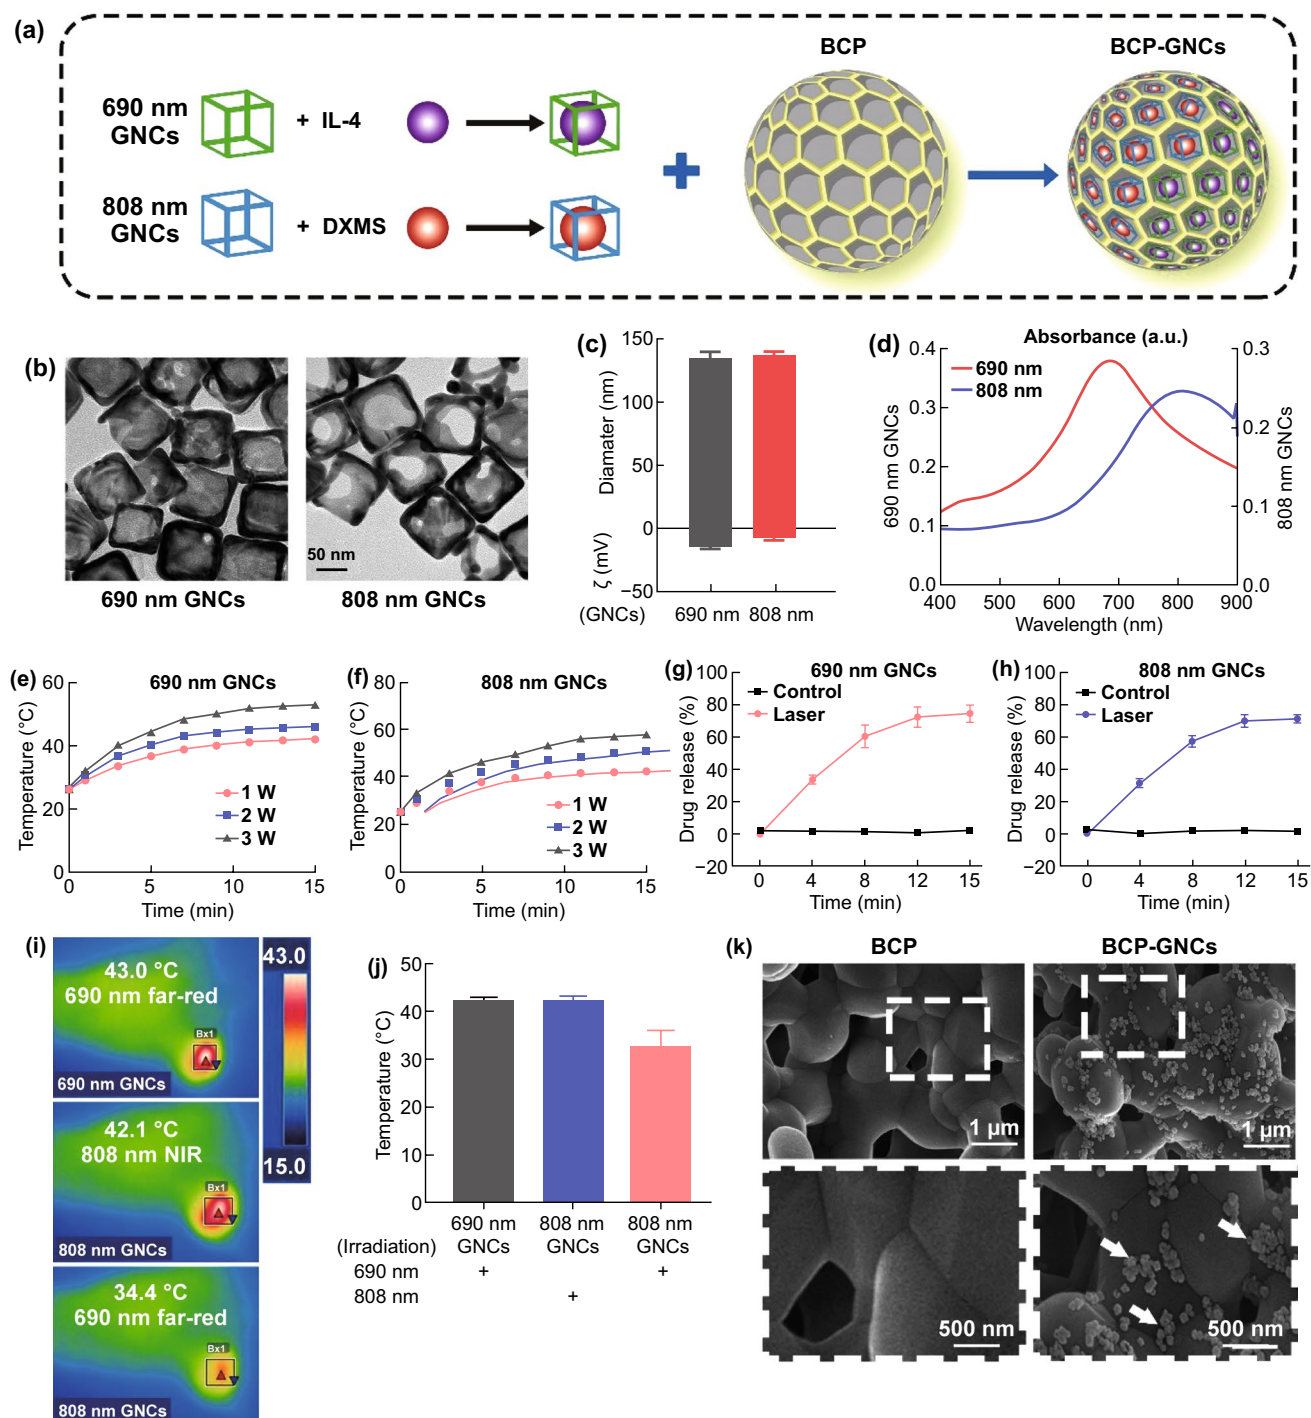 (a)
BCP
BCP-GNCs
690 nm
GNCs
+ IL-4
808 nm
GNCs
+ DXMS
(b)
50 nm
690 nm GNCs
808 nm GNCs
(c)
150
100
50
0
−50
Diamater (nm)
ζ (mV)
(GNCs)
690 nm
808 nm
(d)
Absorbance (a.u.)
690 nm
808 nm
0.4
0.3
0.2
0.1
0.0
690 nm GNCs
0.3
0.2
0.1
0.0
808 nm GNCs
400
500
600
700
800
900
Wavelength (nm)
(e)
690 nm GNCs
60
40
20
0
Temperature (°C)
1 W
2 W
3 W
0
5
10
15
Time (min)
(f)
808 nm GNCs
80
60
40
20
0
Temperature (°C)
1 W
2 W
3 W
0
5
10
15
Time (min)
(g)
690 nm GNCs
Control
Laser
100
80
60
40
20
0
−20
Drug release (%)
0
4
8
12
15
Time (min)
(h)
808 nm GNCs
Control
Laser
100
80
60
40
20
0
−20
Drug release (%)
0
4
8
12
15
Time (min)
(i)
43.0 °C
690 nm far-red
Bx1
690 nm GNCs
42.1 °C
808 nm NIR
Bx1
808 nm GNCs
34.4 °C
690 nm far-red
Bx1
808 nm GNCs
43.0
15.0
(j)
50
40
30
20
10
0
Temperature (°C)
690 nm 808 nm 808 nm
(Irradiation) GNCs GNCs GNCs
690 nm + +
808 nm +
(k)
BCP
BCP-GNCs
1 µm
1 µm
500 nm
500 nm